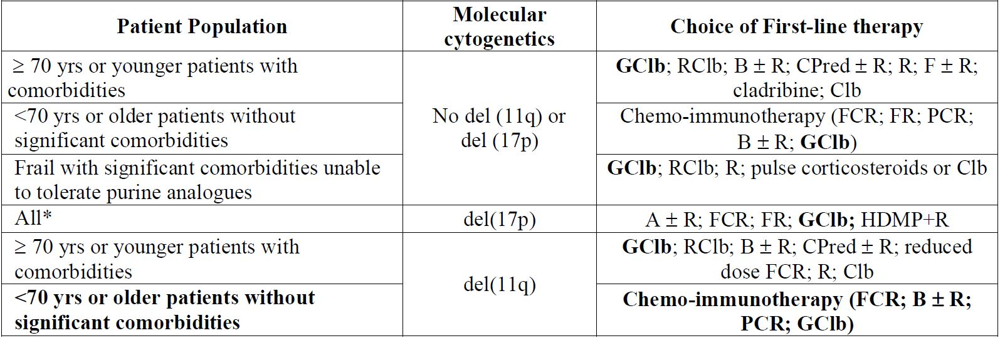 Patient Population
Molecular
cytogenetics
Choice of First-line therapy
≥ 70 yrs or younger patients with
comorbidities
No del (11q) or
del (17p)
GClb; RClb; B ± R; CPred ± R; R; F ± R;
cladribine; Clb
<70 yrs or older patients without
significant comorbidities
Chemo-immunotherapy (FCR; FR; PCR;
B ± R; GClb)
Frail with significant comorbidities unable
to tolerate purine analogues
GClb; RClb; R; pulse corticosteroids or Clb
All*
del(17p)
A ± R; FCR; FR; GClb; HDMP+R
≥ 70 yrs or younger patients with
comorbidities
del(11q)
GClb; RClb; B ± R; CPred ± R; reduced
dose FCR; R; Clb
<70 yrs or older patients without
significant comorbidities
Chemo-immunotherapy (FCR; B ± R;
PCR; GClb)